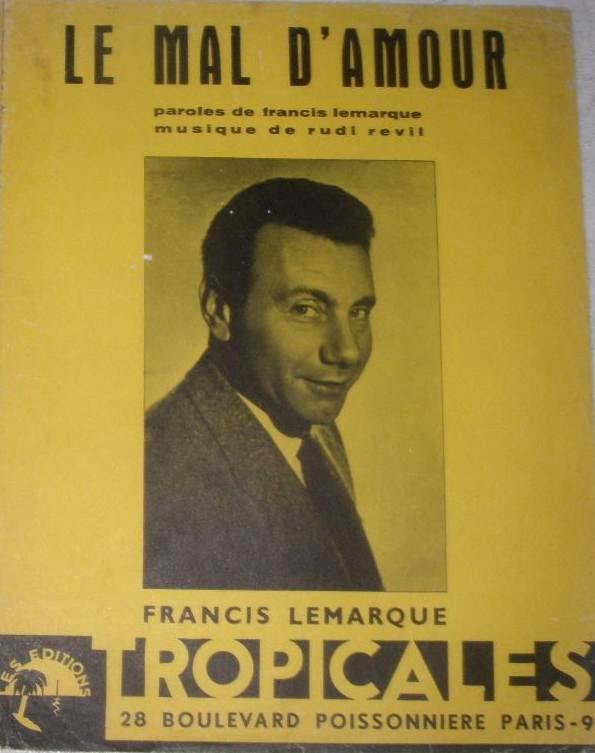 LE MAL D'AMOUR
paroles de francis lemarque
musique de rudi revil
FRANCIS LEMARQUE
LES EDITIONS
TROPICALES
28 BOULEVARD POISSONNIERE PARIS-9